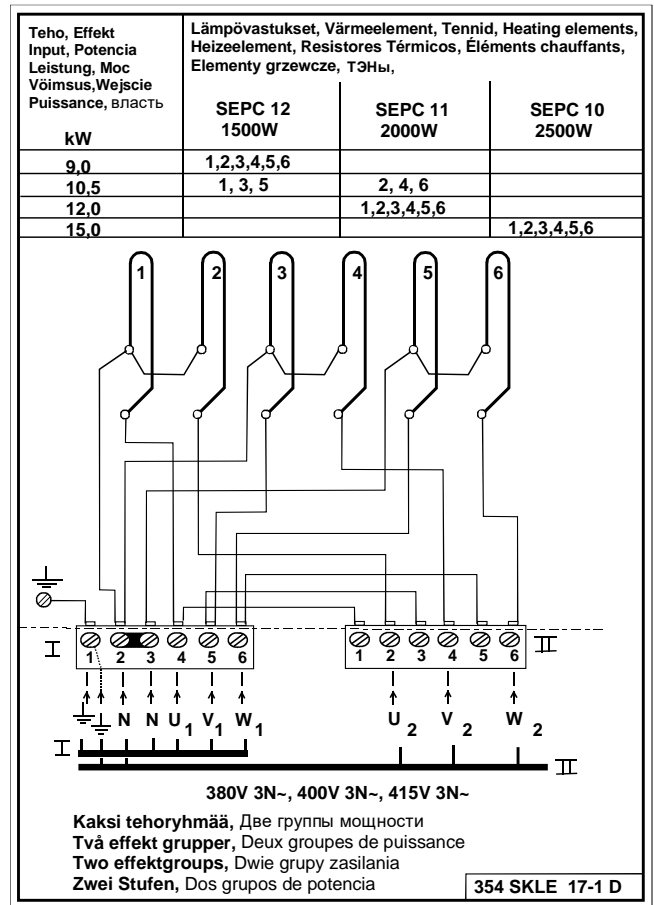 Teho, Effekt
Input, Potencia
Leistung, Moc
Võimsus,Wejscie
Puissance, власть
kW
Lämpövastukset, Värmeelement, Tennid, Heating elements,
Heizeelement, Resistores Térmicos, Éléments chauffants,
Elementy grzewcze, ТЭНы,
SEPC 12
1500W
SEPC 11
2000W
SEPC 10
2500W
9,0 1,2,3,4,5,6
10,5 1, 3, 5 2, 4, 6
12,0 1,2,3,4,5,6
15,0 1,2,3,4,5,6
1 2 3 4 5 6
I 1 2 3 4 5 6 1 2 3 4 5 6 II
N N U1 V1 W1 U2 V2 W2
I
II
380V 3N~, 400V 3N~, 415V 3N~
Kaksi tehoryhmää, Две группы мощности
Två effekt grupper, Deux groupes de puissance
Two effektgroups, Dwie grupy zasilania
Zwei Stufen, Dos grupos de potencia
354 SKLE 17-1 D